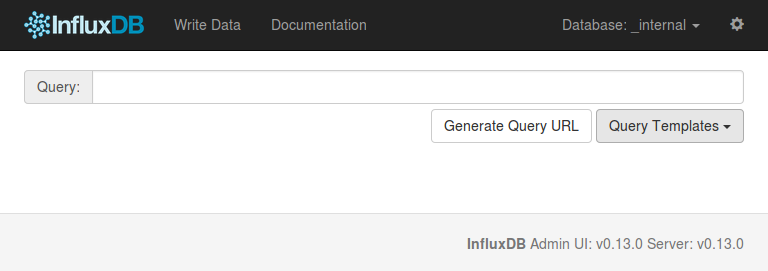 InfluxDB Write Data Documentation Database: _internal
Query:
Generate Query URL Query Templates
InfluxDB Admin UI: v0.13.0 Server: v0.13.0